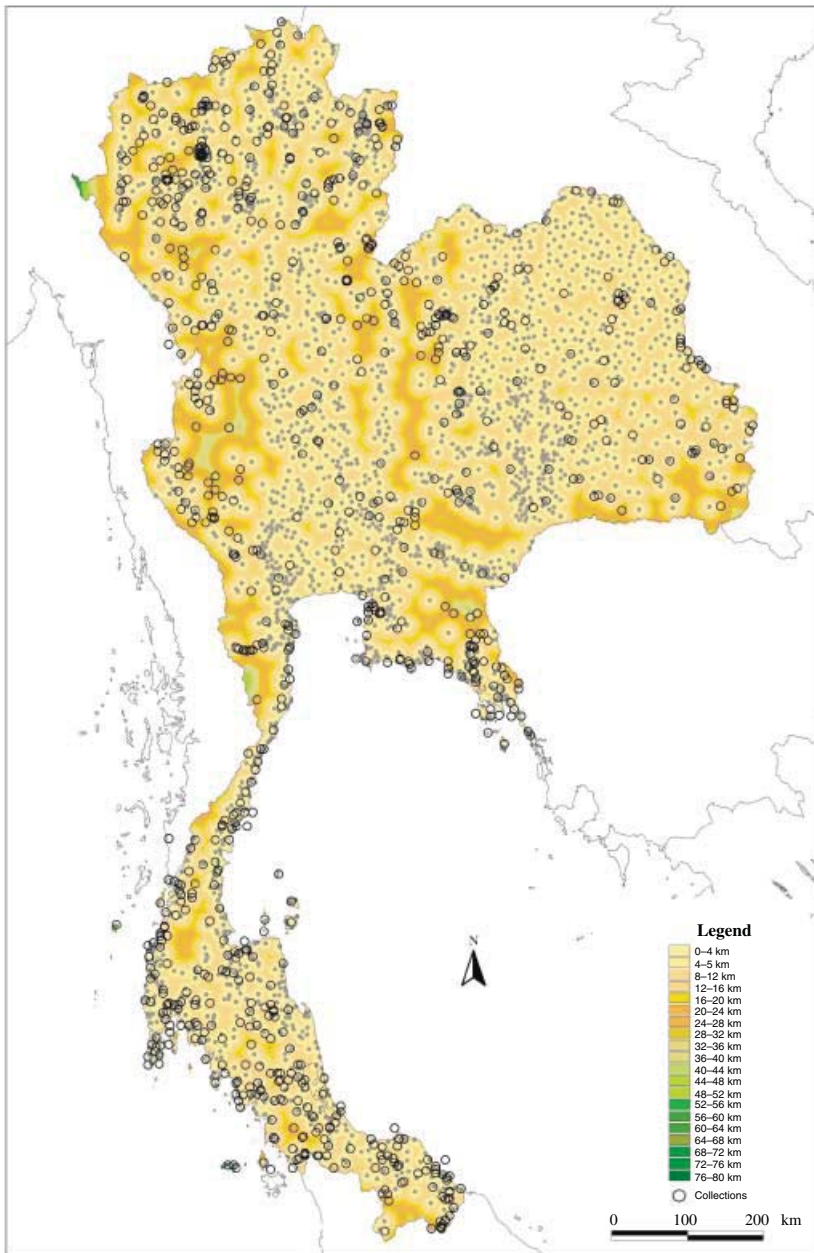 N
Legend
0–4 km
4–5 km
8–12 km
12–16 km
16–20 km
20–24 km
24–28 km
28–32 km
32–36 km
36–40 km
40–44 km
44–48 km
48–52 km
52–56 km
56–60 km
60–64 km
64–68 km
68–72 km
72–76 km
76–80 km
Collections
0 100 200 km